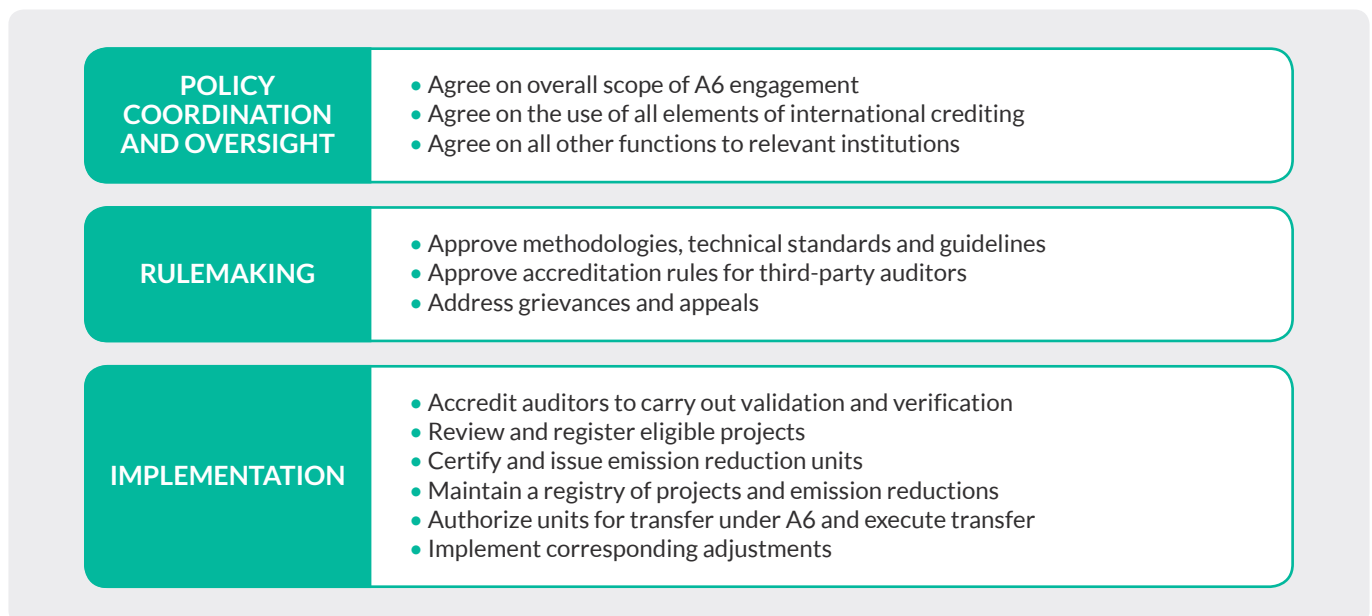 POLICY
COORDINATION
AND OVERSIGHT
• Agree on overall scope of A6 engagement
• Agree on the use of all elements of international crediting
• Agree on all other functions to relevant institutions
RULEMAKING
• Approve methodologies, technical standards and guidelines
• Approve accreditation rules for third-party auditors
• Address grievances and appeals
IMPLEMENTATION
• Accredit auditors to carry out validation and verification
• Review and register eligible projects
• Certify and issue emission reduction units
• Maintain a registry of projects and emission reductions
• Authorize units for transfer under A6 and execute transfer
• Implement corresponding adjustments